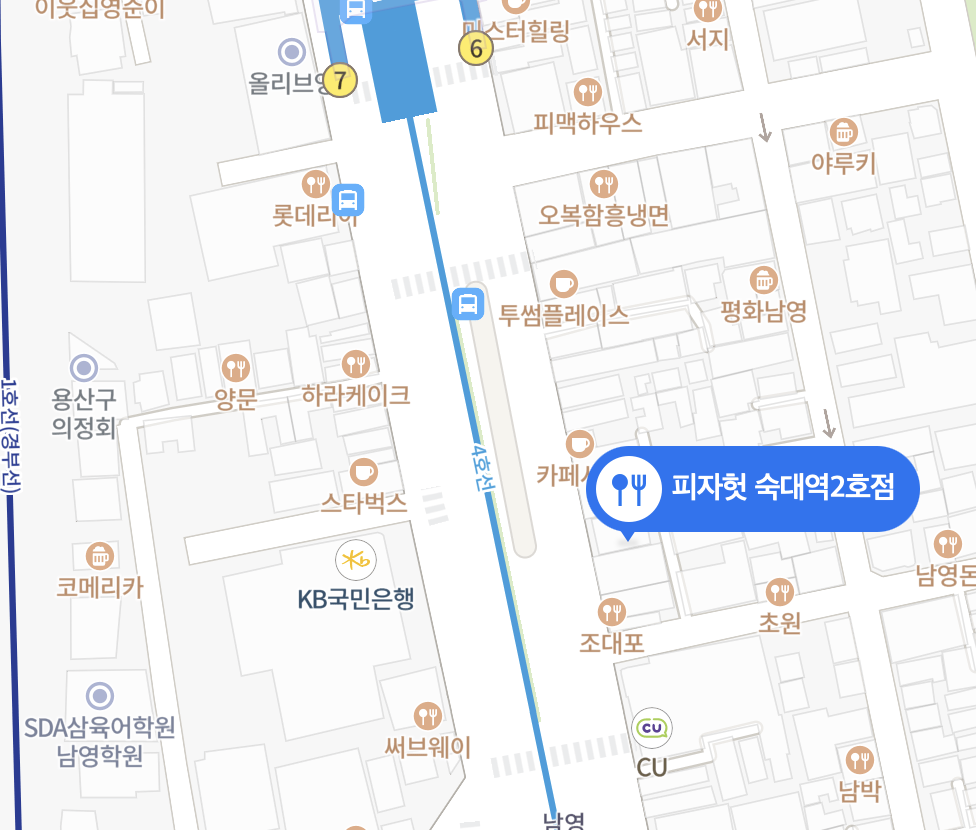 이웃집영준이
미스터힐링
서지
6
7
올리브영
피맥하우스
야루키
롯데리아
오복함흥냉면
투썸플레이스
평화남영
용산구
의정회
양문
하라케이크
1호선(경부선)
4호선
카페
피자헛 숙대역2호점
스타벅스
KB국민은행
코메리카
남영돈
초원
조대포
SDA삼육어학원
남영학원
써브웨이
CU
CU
남박
남영